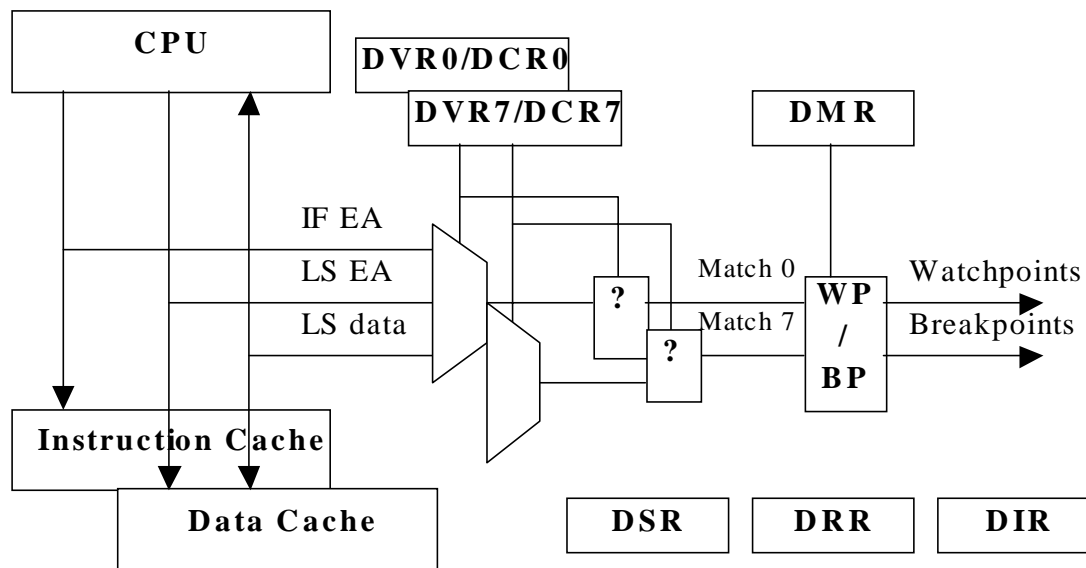 CPU
DVR0/DCR0
DVR7/DCR7
DMR
IF EA
LS EA
LS data
?
?
Match 0
Match 7
WP
/
BP
Watchpoints
Breakpoints
Instruction Cache
Data Cache
DSR
DRR
DIR